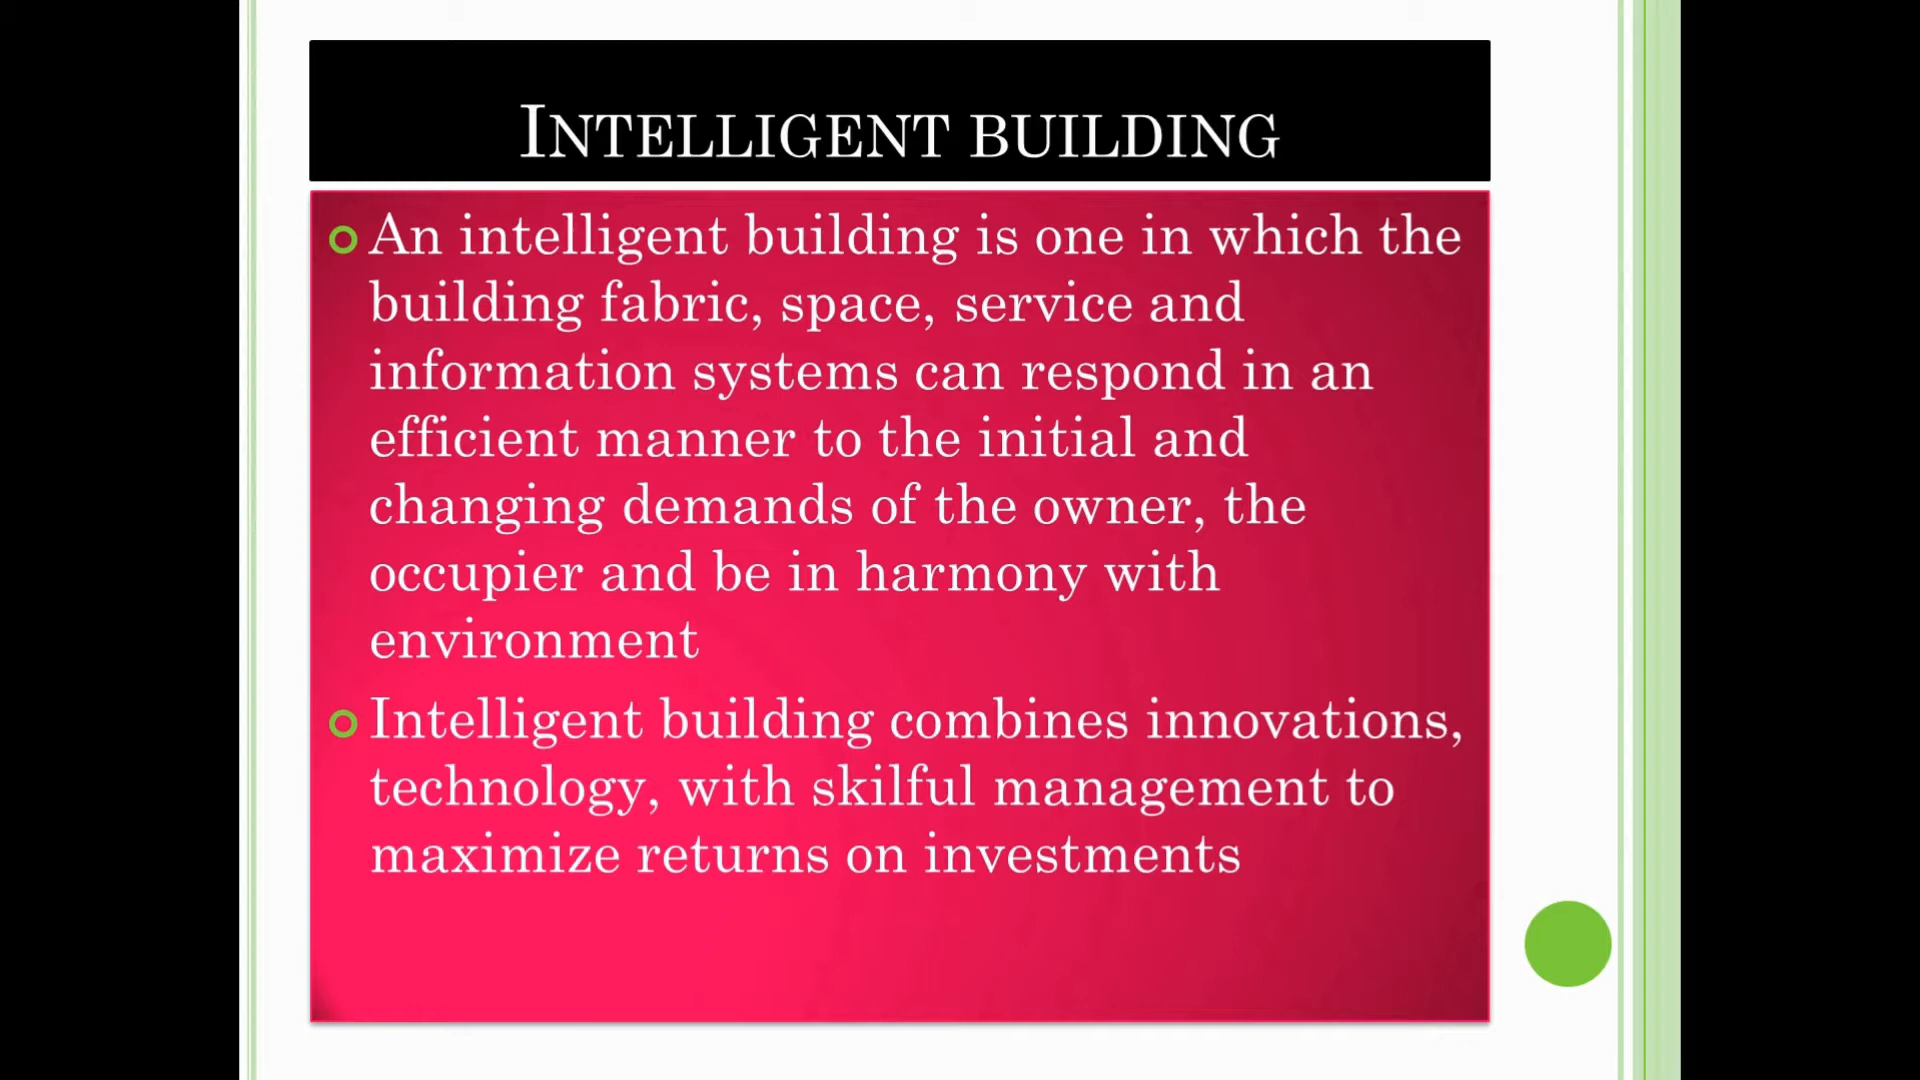 INTELLIGENT BUILDING
An intelligent building is one in which the
building fabric, space, service and
information systems can respond in an
efficient manner to the initial and
changing demands of the owner, the
occupier and be in harmony with
environment
Intelligent building combines innovations,
technology, with skilful management to
maximize returns on investments